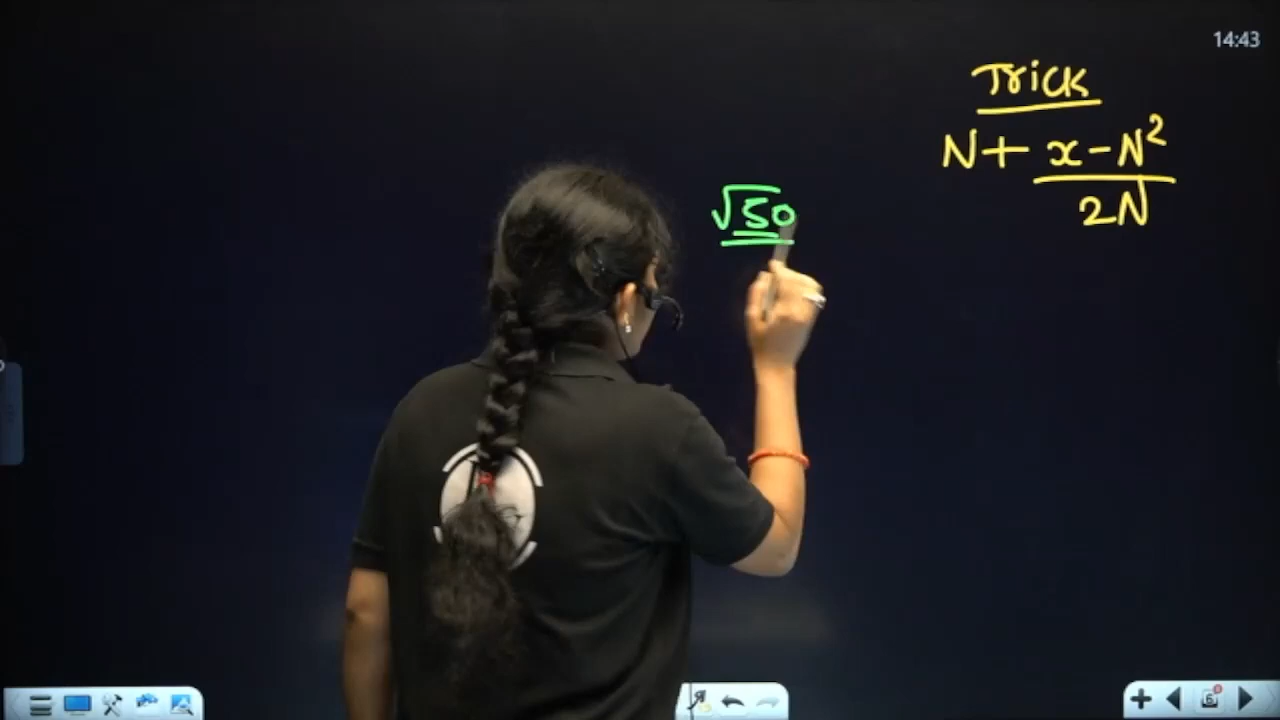 14:43
Trick
N + x - N²
2N
√50